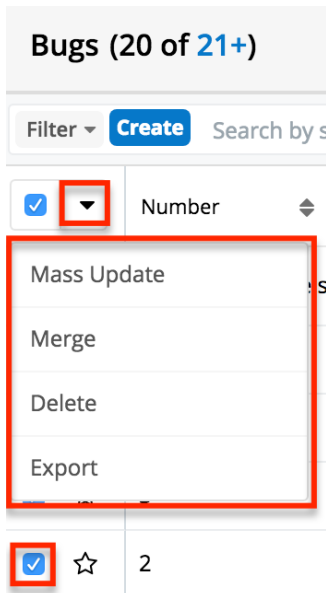 Bugs (20 of 21+)
Filter Create Search by s
Number
Mass Update
Merge
Delete
Export
2